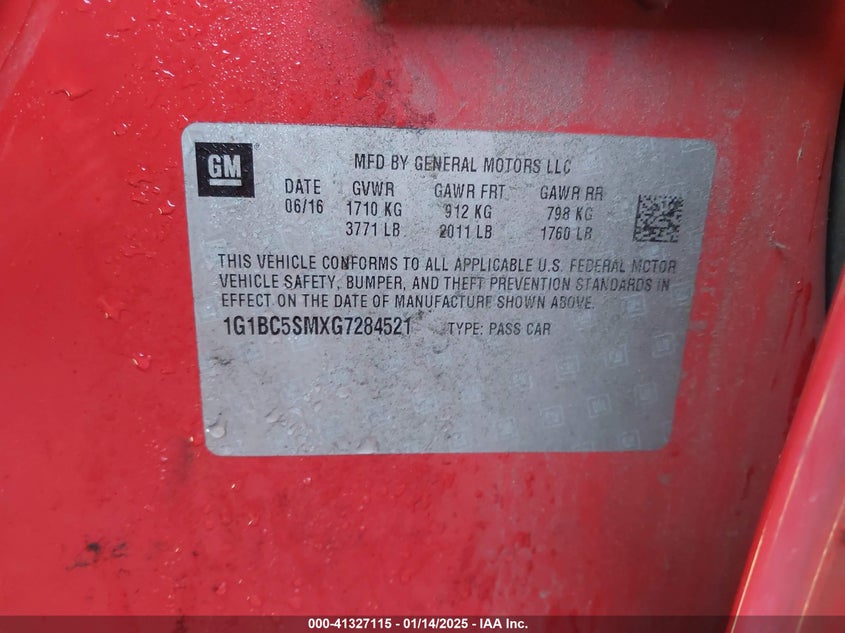 GM
MFD BY GENERAL MOTORS LLC
DATE GVWR GAWR FRT GAWR RR
06/16 1710 KG 912 KG 798 KG
3771 LB 2011 LB 1760 LB
THIS VEHICLE CONFORMS TO ALL APPLICABLE U.S. FEDERAL MOTOR
VEHICLE SAFETY, BUMPER, AND THEFT PREVENTION STANDARDS IN
EFFECT ON THE DATE OF MANUFACTURE SHOWN ABOVE.
1G1BC5SMXG7284521 TYPE: PASS CAR
000-41327115 - 01/14/2025 - IAA Inc.